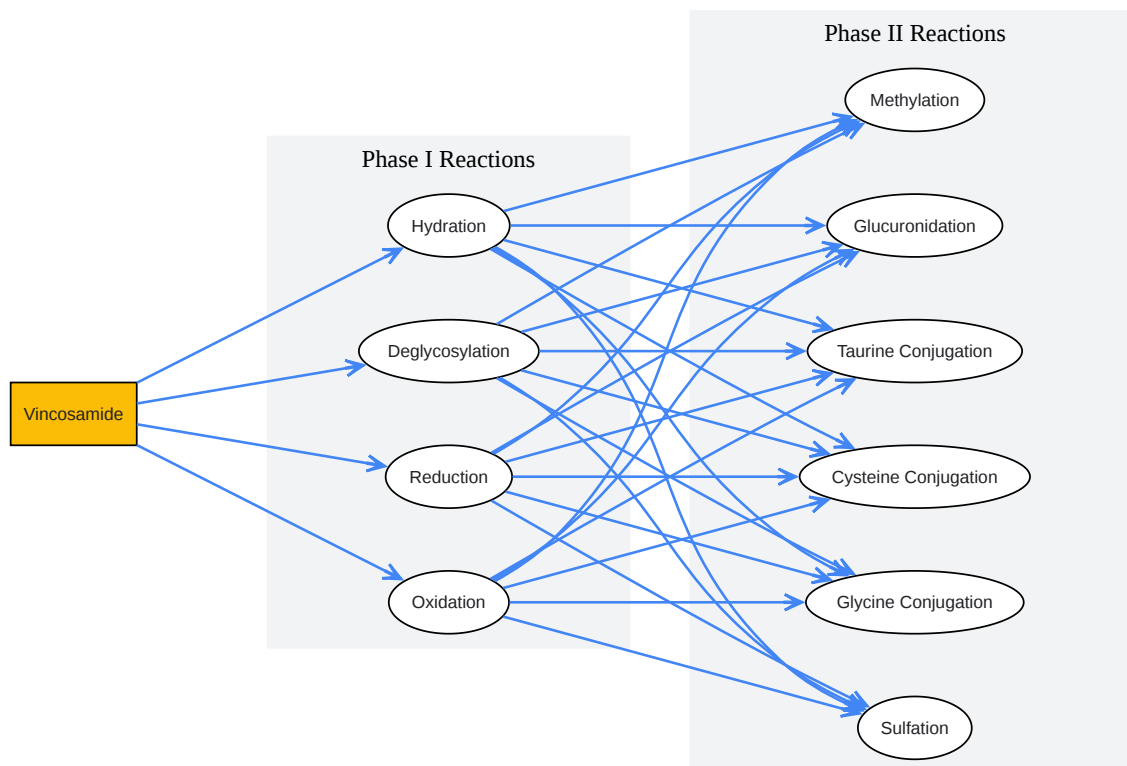 Vincosamide
Phase I Reactions
Hydration
Deglycosylation
Reduction
Oxidation
Phase II Reactions
Methylation
Glucuronidation
Taurine Conjugation
Cysteine Conjugation
Glycine Conjugation
Sulfation